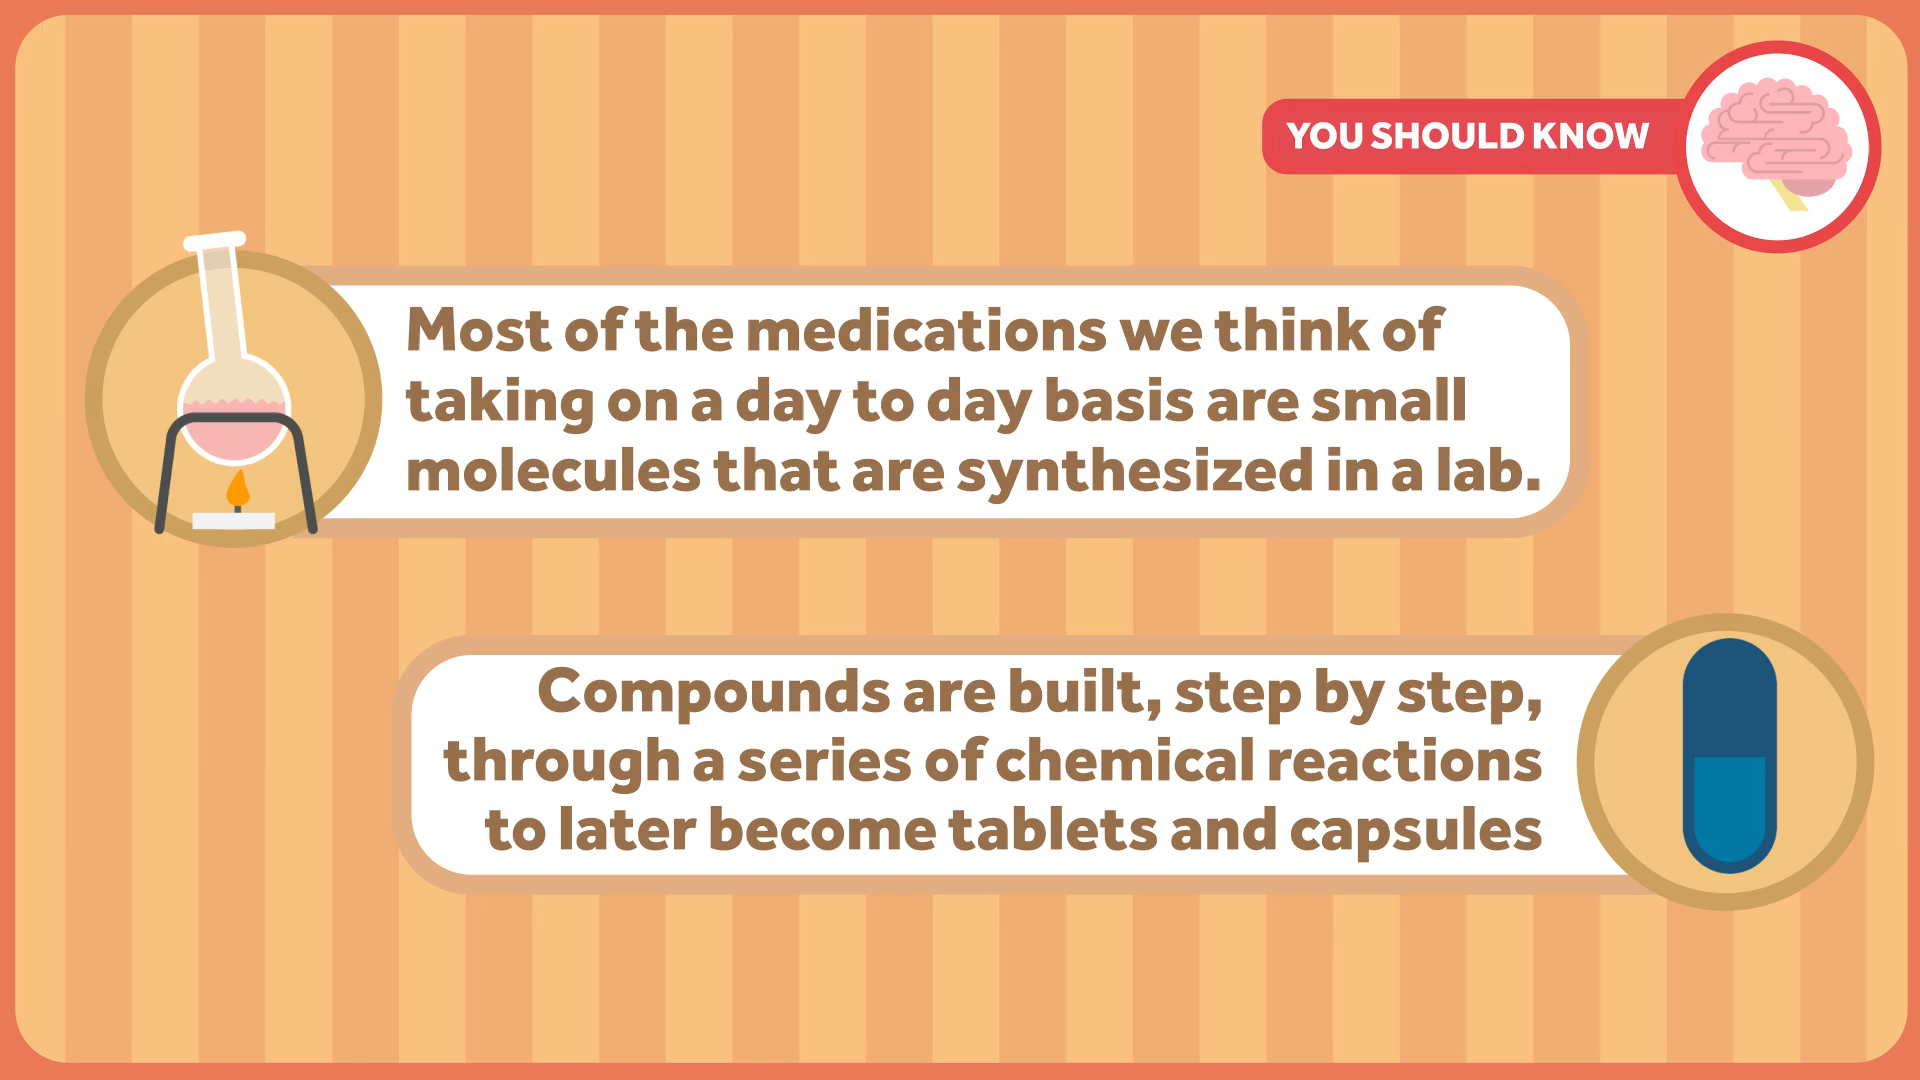 YOU SHOULD KNOW
Most of the medications we think of
taking on a day to day basis are small
molecules that are synthesized in a lab.
Compounds are built, step by step,
through a series of chemical reactions
to later become tablets and capsules